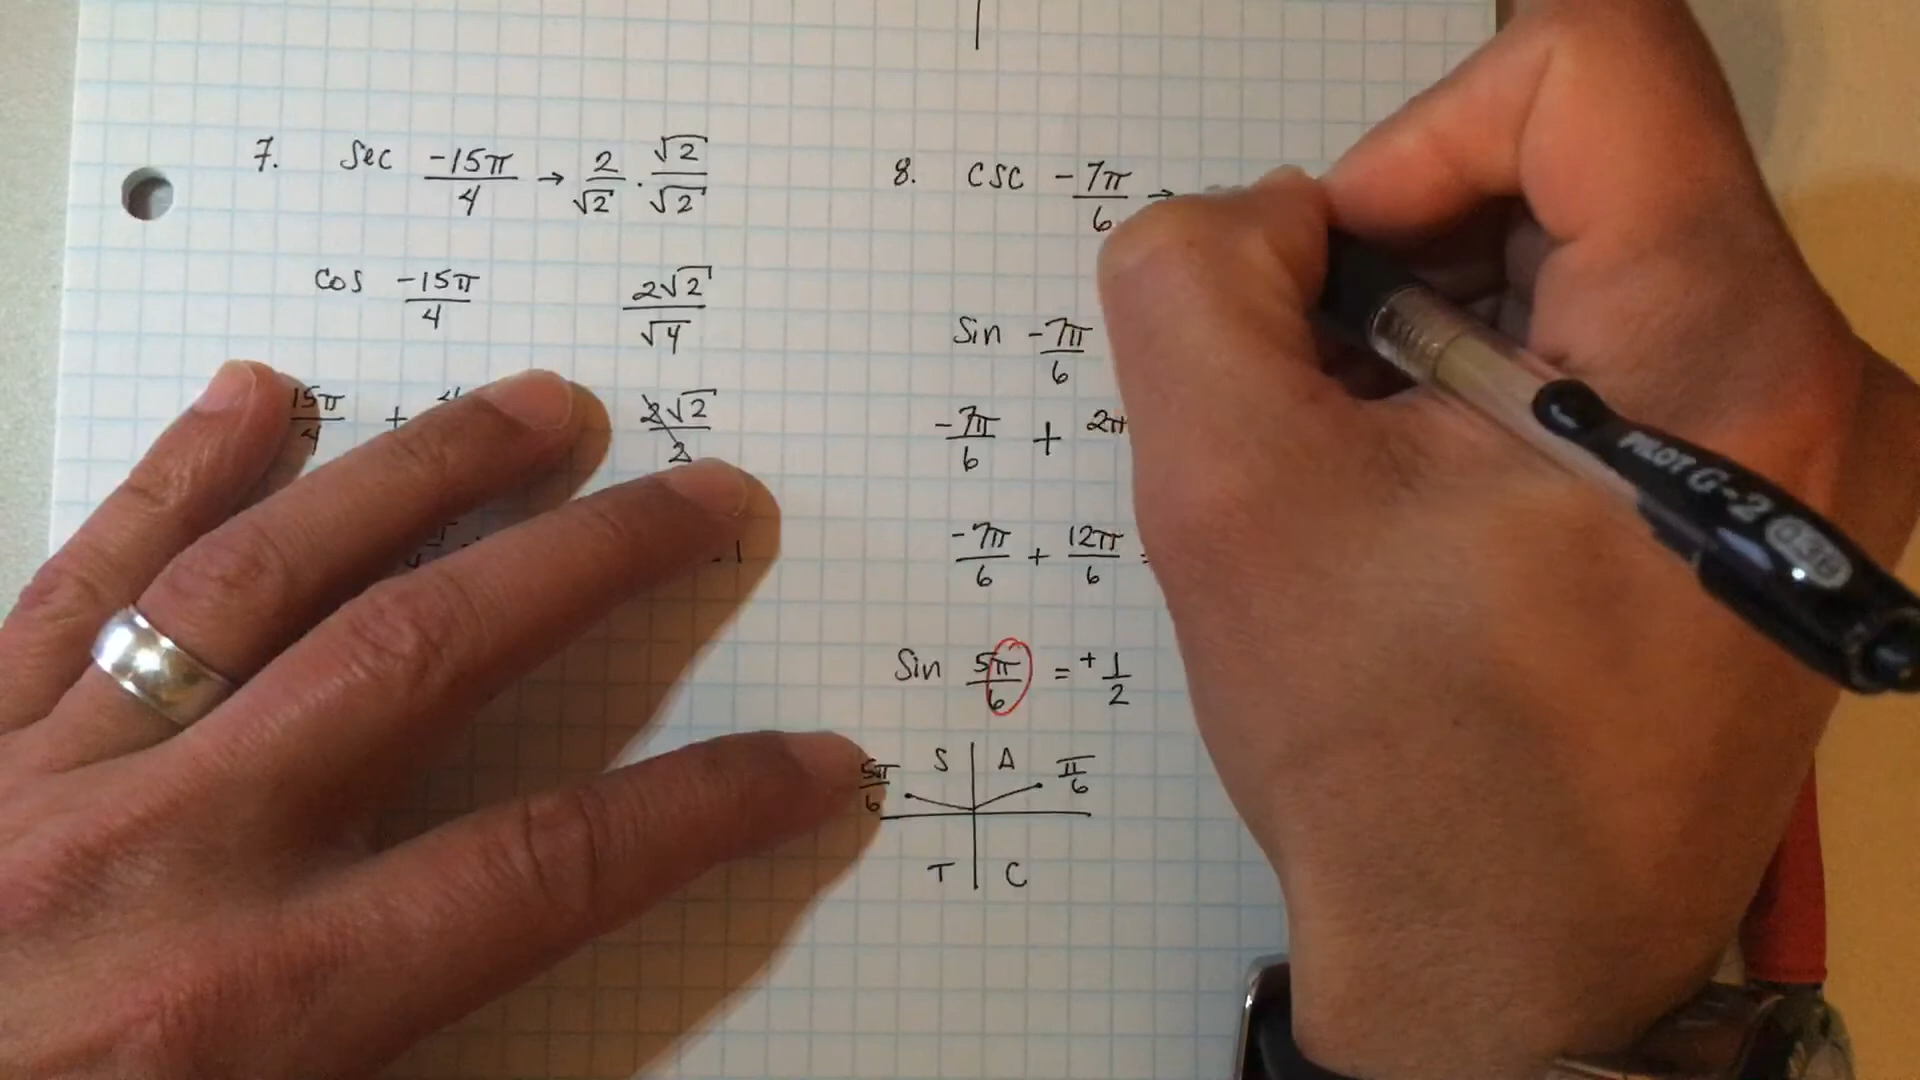 7. Sec -15π/4 → 2/√2 · √2/√2
cos -15π/4
2√2/√4
15π/4 +
2√2/2
8. csc -7π/6 →
Sin -7π/6
-7π/6 + 2π
-7π/6 + 12π/6 =
Sin 5π/6 = +1/2
5π/6 S A π/6
T C
PILOT G-2 0.38